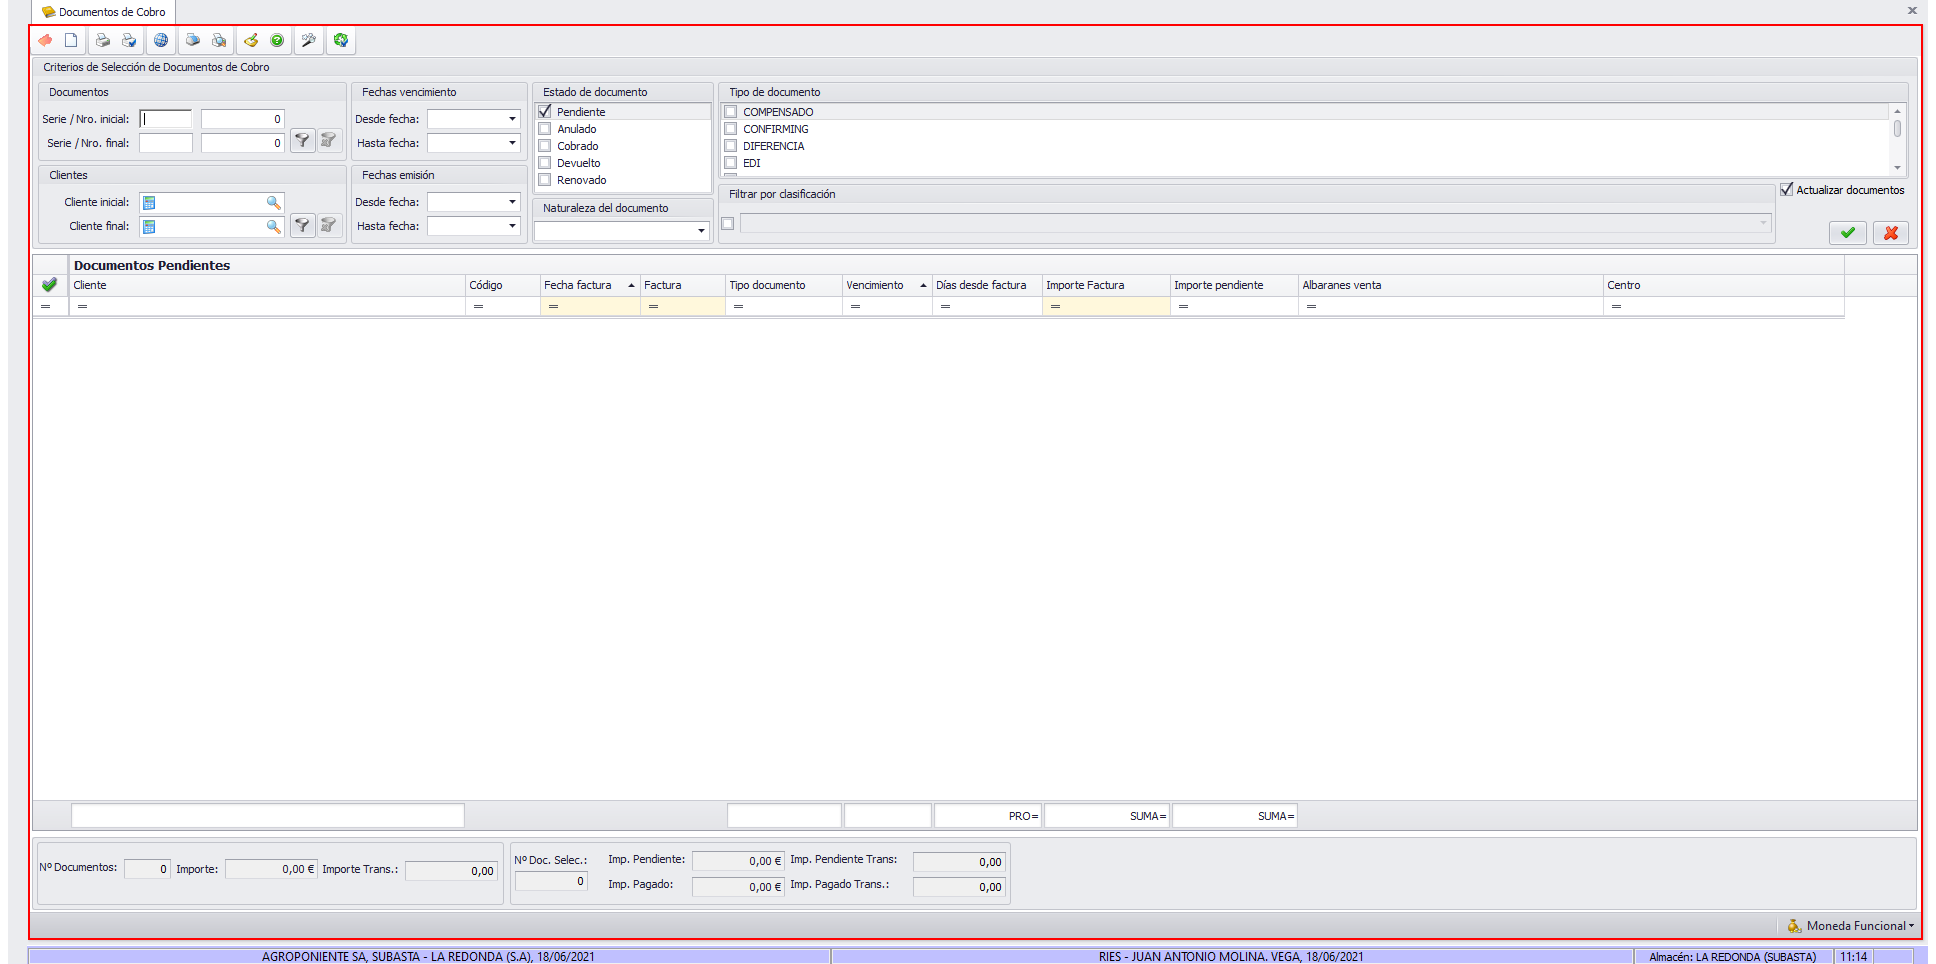 Documentos de Cobro
Criterios de Selección de Documentos de Cobro
Documentos
Serie / Nro. inicial: 0
Serie / Nro. final: 0
Clientes
Cliente inicial:
Cliente final:
Fechas vencimiento
Desde fecha:
Hasta fecha:
Fechas emisión
Desde fecha:
Hasta fecha:
Estado de documento
Pendiente
Anulado
Cobrado
Devuelto
Renovado
Naturaleza del documento
Tipo de documento
COMPENSADO
CONFIRMING
DIFERENCIA
EDI
Filtrar por clasificación
Actualizar documentos
Documentos Pendientes
Cliente Código Fecha factura Factura Tipo documento Vencimiento Días desde factura Importe Factura Importe pendiente Albaranes venta Centro
= = = = = = = = = = = =
PRO= SUMA= SUMA=
Nº Documentos: 0 Importe: 0,00 € Importe Trans.: 0,00
Nº Doc. Selec.: 0
Imp. Pendiente: 0,00 € Imp. Pendiente Trans: 0,00
Imp. Pagado: 0,00 € Imp. Pagado Trans.: 0,00
Moneda Funcional
AGROPONIENTE SA, SUBASTA - LA REDONDA (S.A), 18/06/2021 RIES - JUAN ANTONIO MOLINA. VEGA, 18/06/2021 Almacén: LA REDONDA (SUBASTA) 11:14